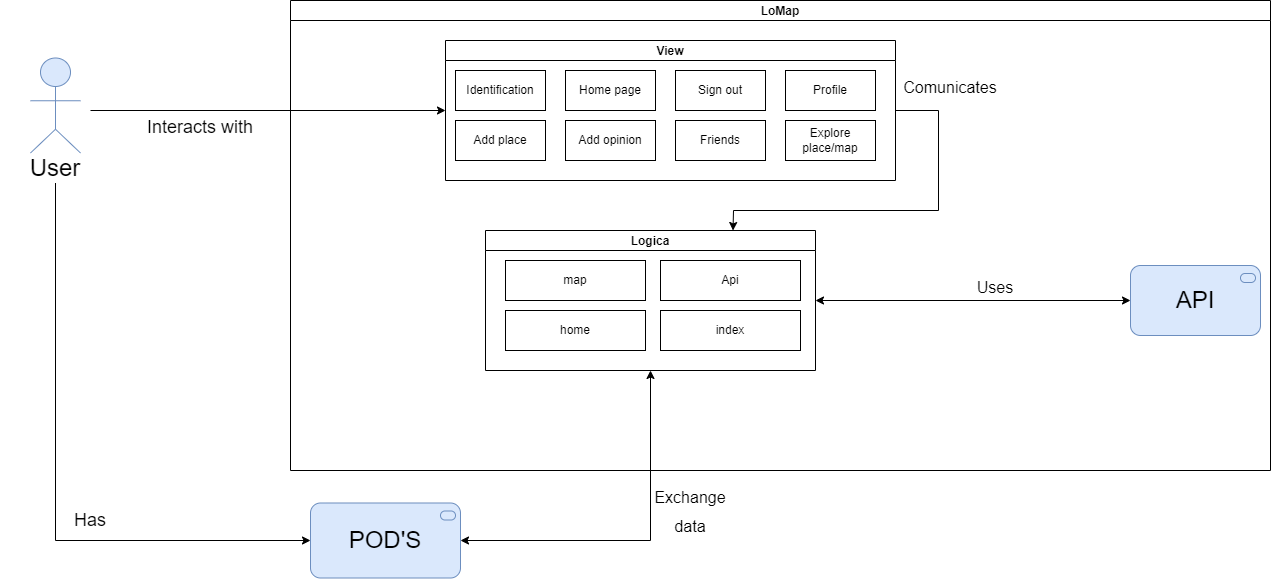 LoMap
View
Identification
Home page
Sign out
Profile
Comunicates
Interacts with
Add place
Add opinion
Friends
Explore
place/map
User
Logica
map
Api
Uses
API
home
index
Exchange
data
Has
POD'S